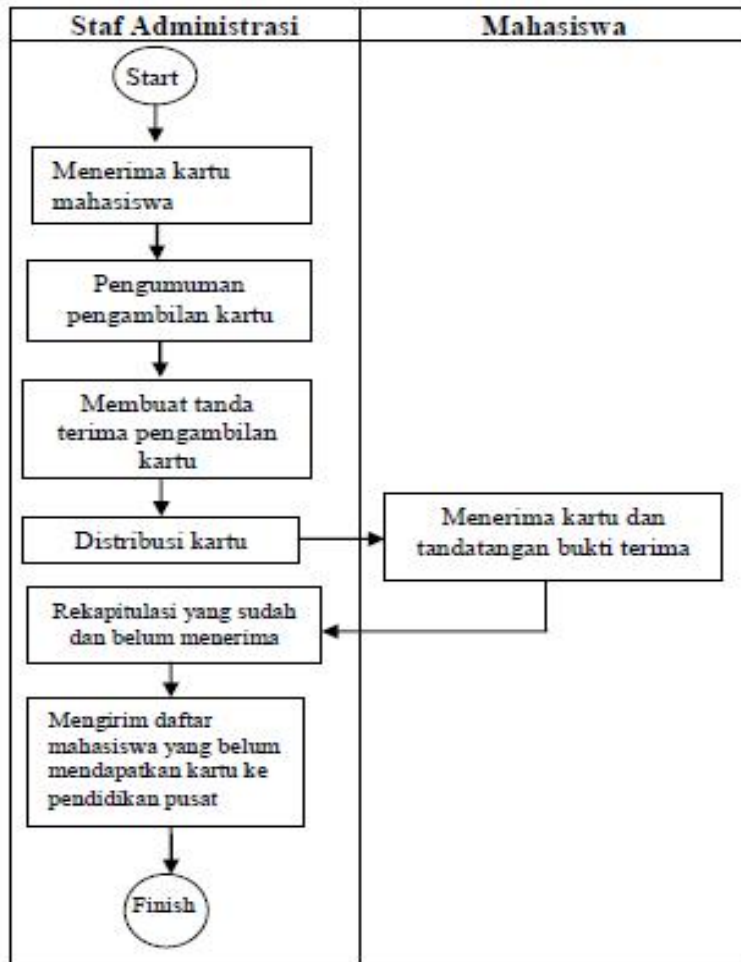 Staf Administrasi
Mahasiswa
Start
Menerima kartu
mahasiswa
Pengumuman
pengambilan kartu
Membuat tanda
terima pengambilan
kartu
Distribusi kartu
Menerima kartu dan
tandatangan bukti terima
Rekapitulasi yang sudah
dan belum menerima
Mengirim daftar
mahasiswa yang belum
mendapatkan kartu ke
pendidikan pusat
Finish